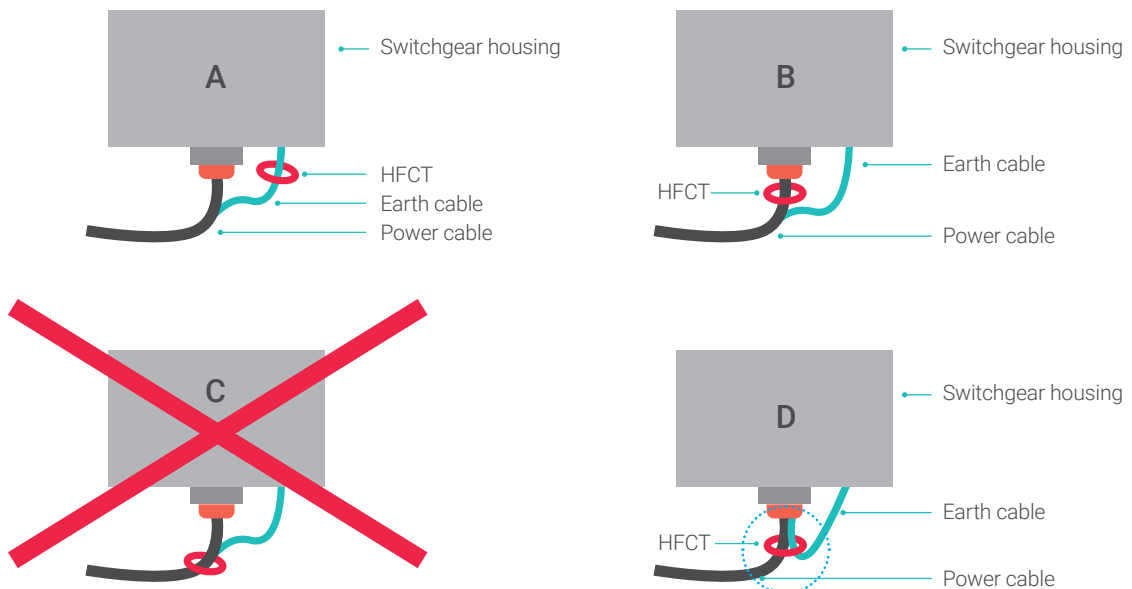 A
Switchgear housing
HFCT
Earth cable
Power cable
B
Switchgear housing
Earth cable
HFCT
Power cable
C
D
Switchgear housing
Earth cable
HFCT
Power cable